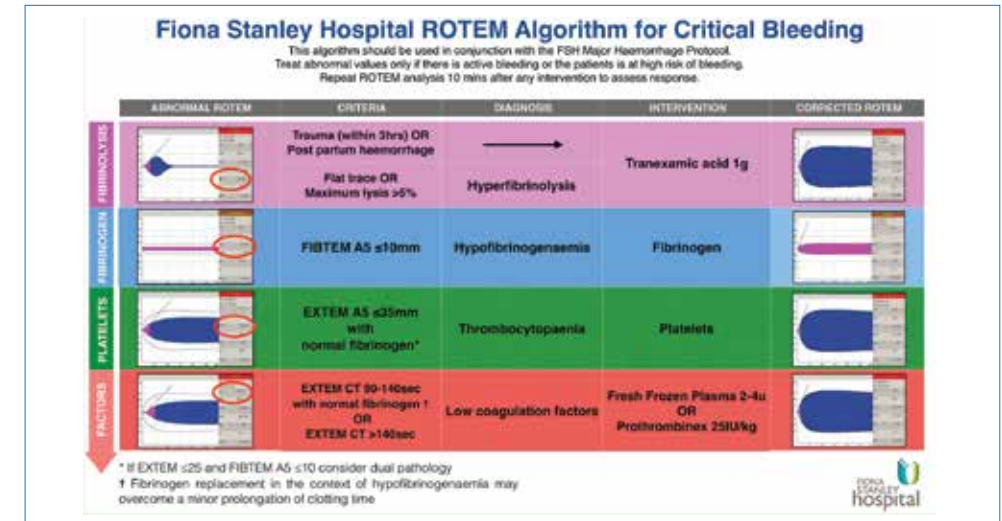 Fiona Stanley Hospital ROTEM Algorithm for Critical Bleeding
This algorithm should be used in conjunction with the FSH Major Haemorrhage Protocol.
Treat abnormal values only if there is active bleeding or the patients is at high risk of bleeding.
Repeat ROTEM analysis 10 mins after any intervention to assess response.
ABNORMAL ROTEM CRITERIA DIAGNOSIS INTERVENTION CORRECTED ROTEM
FIBRINOLYSIS
Trauma (within 3hrs) OR
Post partum haemorrhage
Flat trace OR
Maximum lysis >5%
Hyperfibrinolysis
Tranexamic acid 1g
FIBRINOGEN
FIBTEM A5 ≤10mm
Hypofibrinogenaemia
Fibrinogen
PLATELETS
EXTEM A5 ≤35mm
with
normal fibrinogen*
Thrombocytopaenia
Platelets
FACTORS
EXTEM CT 90-140sec
with normal fibrinogen †
OR
EXTEM CT >140sec
Low coagulation factors
Fresh Frozen Plasma 2-4u
OR
Prothrombinex 25IU/kg
* If EXTEM ≤25 and FIBTEM A5 ≤10 consider dual pathology
† Fibrinogen replacement in the context of hypofibrinogenaemia may
overcome a minor prolongation of clotting time
FIONA
STANLEY
hospital